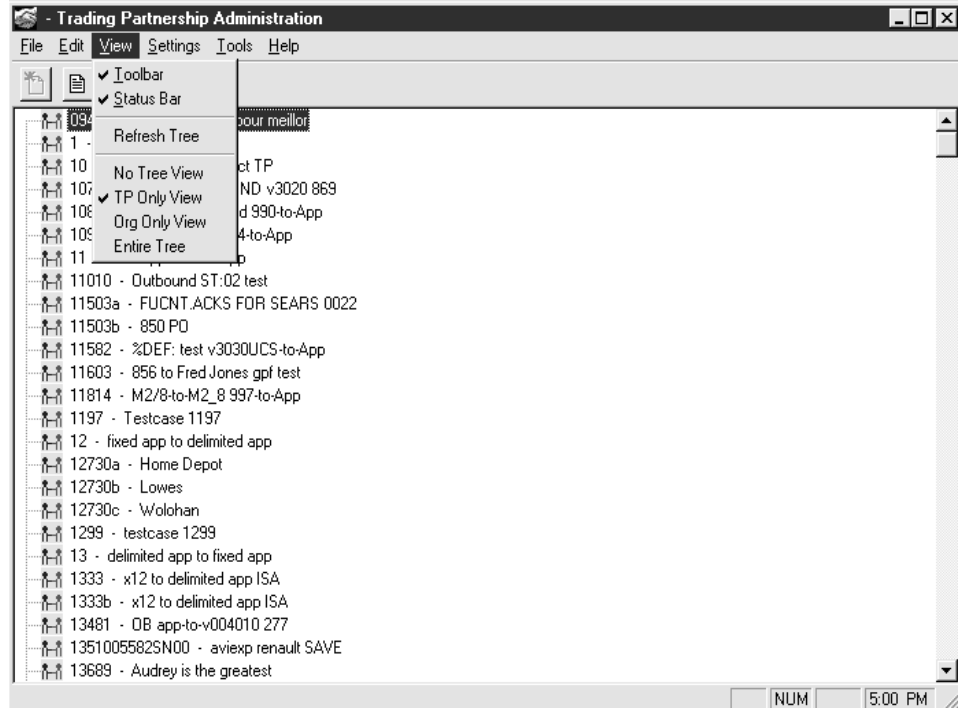 - Trading Partnership Administration
File Edit View Settings Tools Help
Toolbar
Status Bar
Refresh Tree
No Tree View
TP Only View
Org Only View
Entire Tree
094 pour meillor
1 -
10 ct TP
107 ND v3020 869
108 d 990-to-App
109 4-to-App
11
11010 - Outbound ST:02 test
11503a - FUCNT.ACKS FOR SEARS 0022
11503b - 850 PO
11582 - %DEF: test v3030UCS-to-App
11603 - 856 to Fred Jones gpf test
11814 - M2/8-to-M2_8 997-to-App
1197 - Testcase 1197
12 - fixed app to delimited app
12730a - Home Depot
12730b - Lowes
12730c - Wolohan
1299 - testcase 1299
13 - delimited app to fixed app
1333 - x12 to delimited app ISA
1333b - x12 to delimited app ISA
13481 - OB app-to-v004010 277
1351005582SN00 - aviexp renault SAVE
13689 - Audrey is the greatest
NUM 5:00 PM